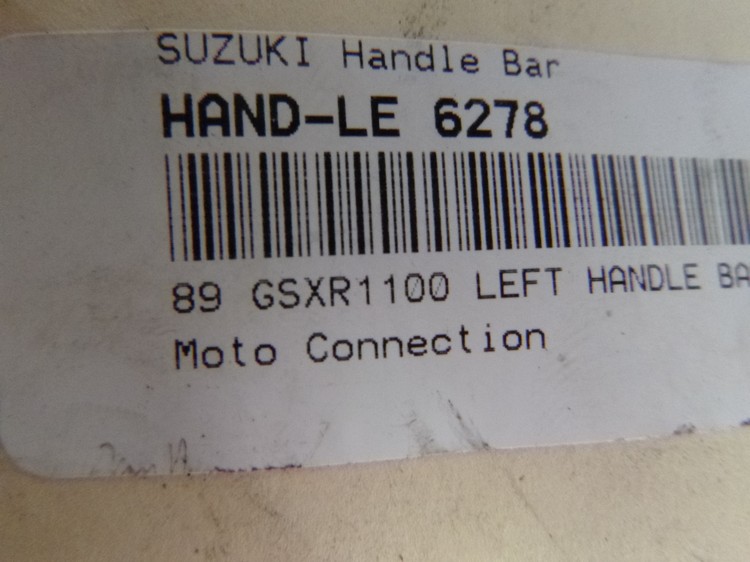 SUZUKI Handle Bar
HAND-LE 6278
89 GSXR1100 LEFT HANDLE BA
Moto Connection